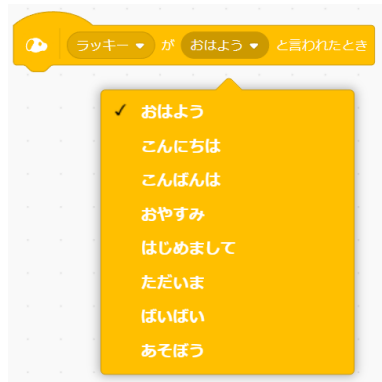 ラッキー が おはよう と言われたとき
おはよう
こんにちは
こんばんは
おやすみ
はじめまして
ただいま
ばいばい
あそぼう